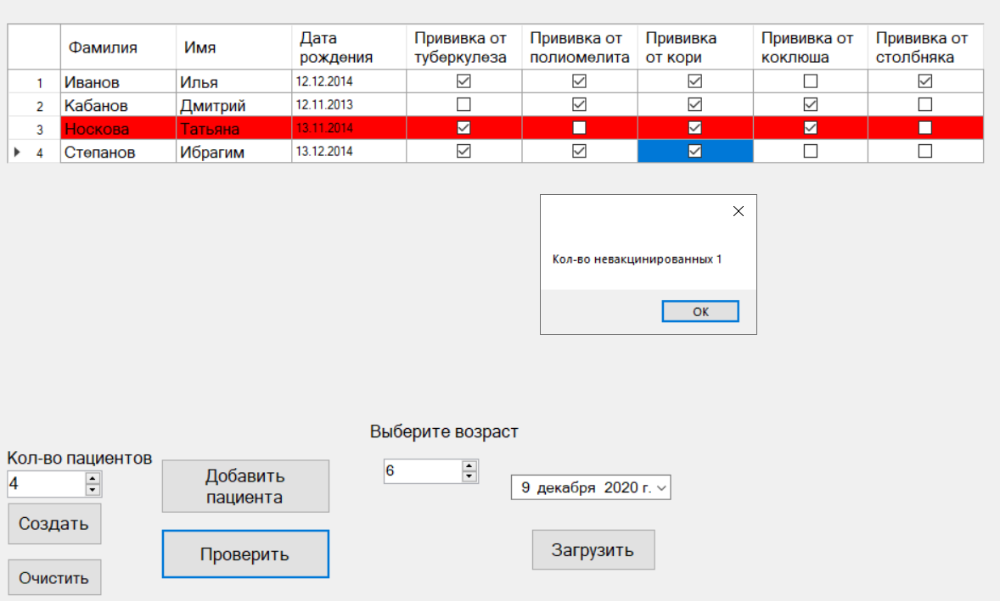 Фамилия Имя Дата рождения Прививка от туберкулеза Прививка от полиомелита Прививка от кори Прививка от коклюша Прививка от столбняка
1 Иванов Илья 12.12.2014
2 Кабанов Дмитрий 12.11.2013
3 Носкова Татьяна 13.11.2014
4 Степанов Ибрагим 13.12.2014
Кол-во невакцинированных 1
OK
Выберите возраст
Кол-во пациентов
4
Добавить
пациента
6
9 декабря 2020 г.
Создать
Проверить
Загрузить
Очистить